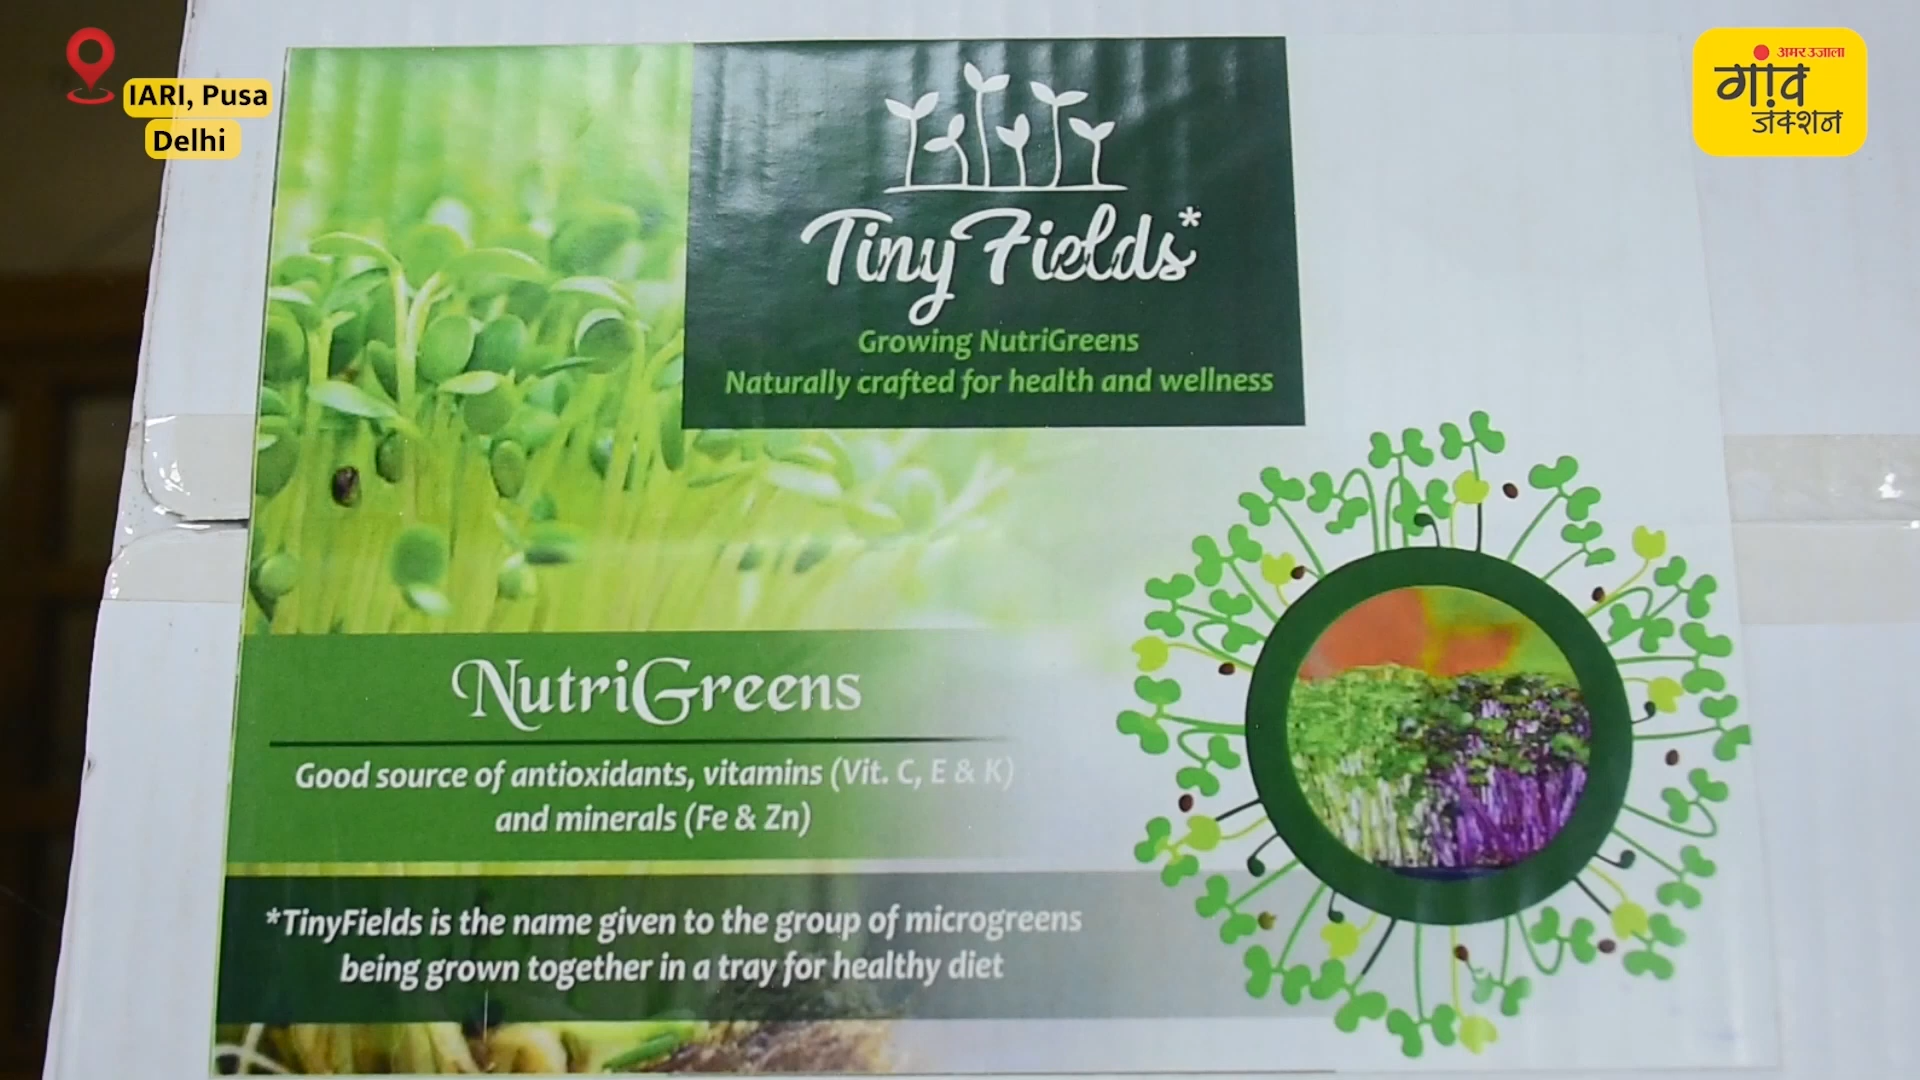 IARI, Pusa
Delhi
अमर उजाला
गांव
जंक्शन
TinyFields*
Growing NutriGreens
Naturally crafted for health and wellness
NutriGreens
Good source of antioxidants, vitamins (Vit. C, E & K)
and minerals (Fe & Zn)
*TinyFields is the name given to the group of microgreens
being grown together in a tray for healthy diet